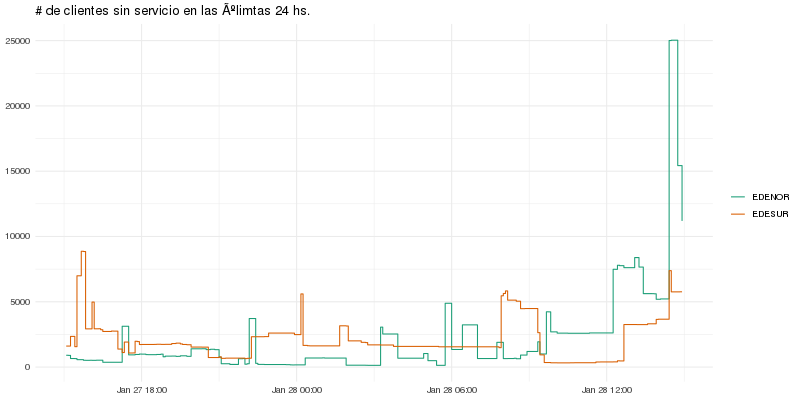 # de clientes sin servicio en las Ãºlimtas 24 hs.
25000
20000
15000
10000
5000
0
Jan 27 18:00
Jan 28 00:00
Jan 28 06:00
Jan 28 12:00
EDENOR
EDESUR